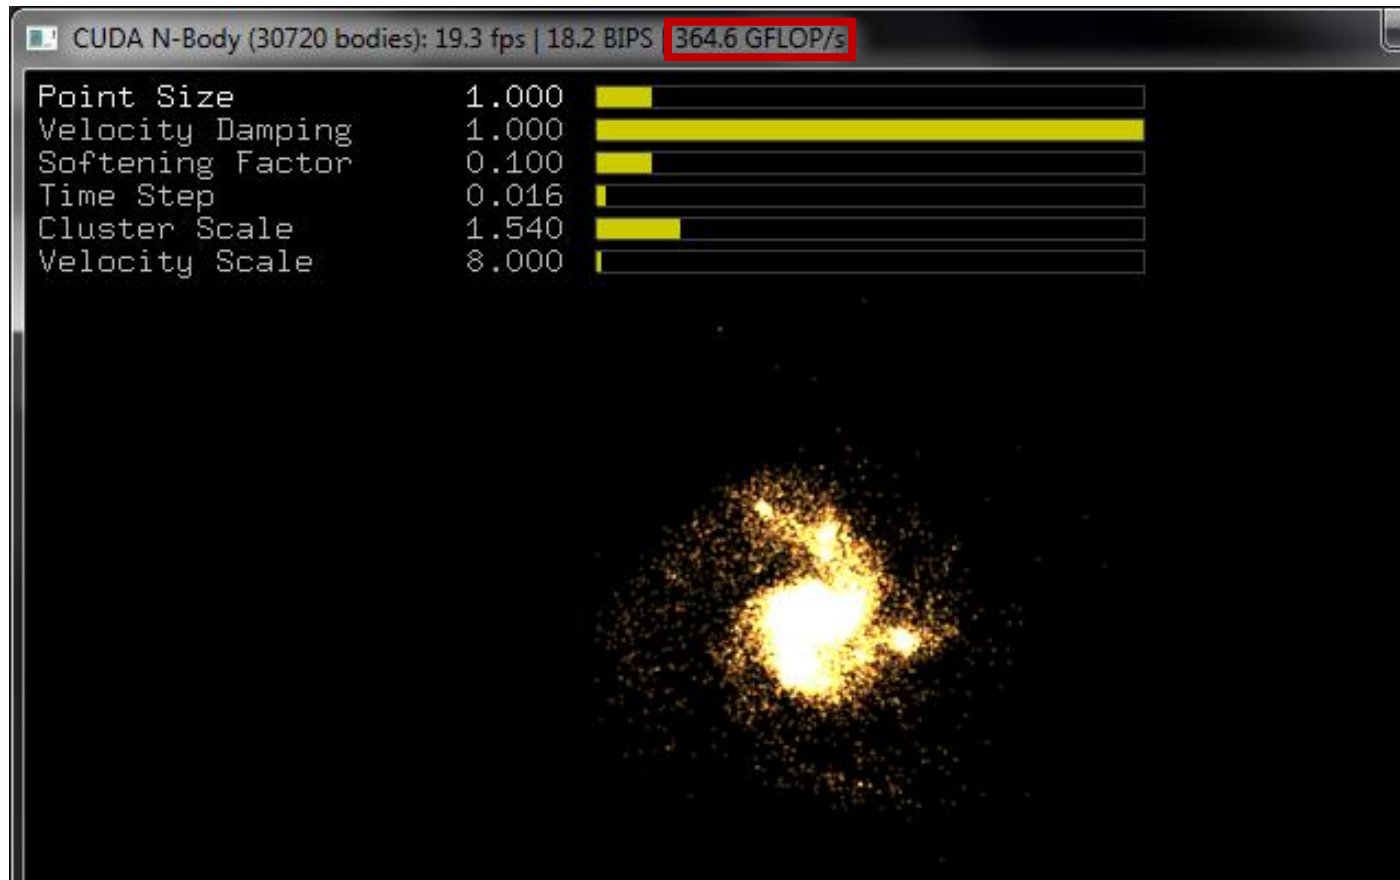 CUDA N-Body (30720 bodies): 19.3 fps | 18.2 BIPS | 364.6 GFLOP/s
Point Size 1.000
Velocity Damping 1.000
Softening Factor 0.100
Time Step 0.016
Cluster Scale 1.540
Velocity Scale 8.000